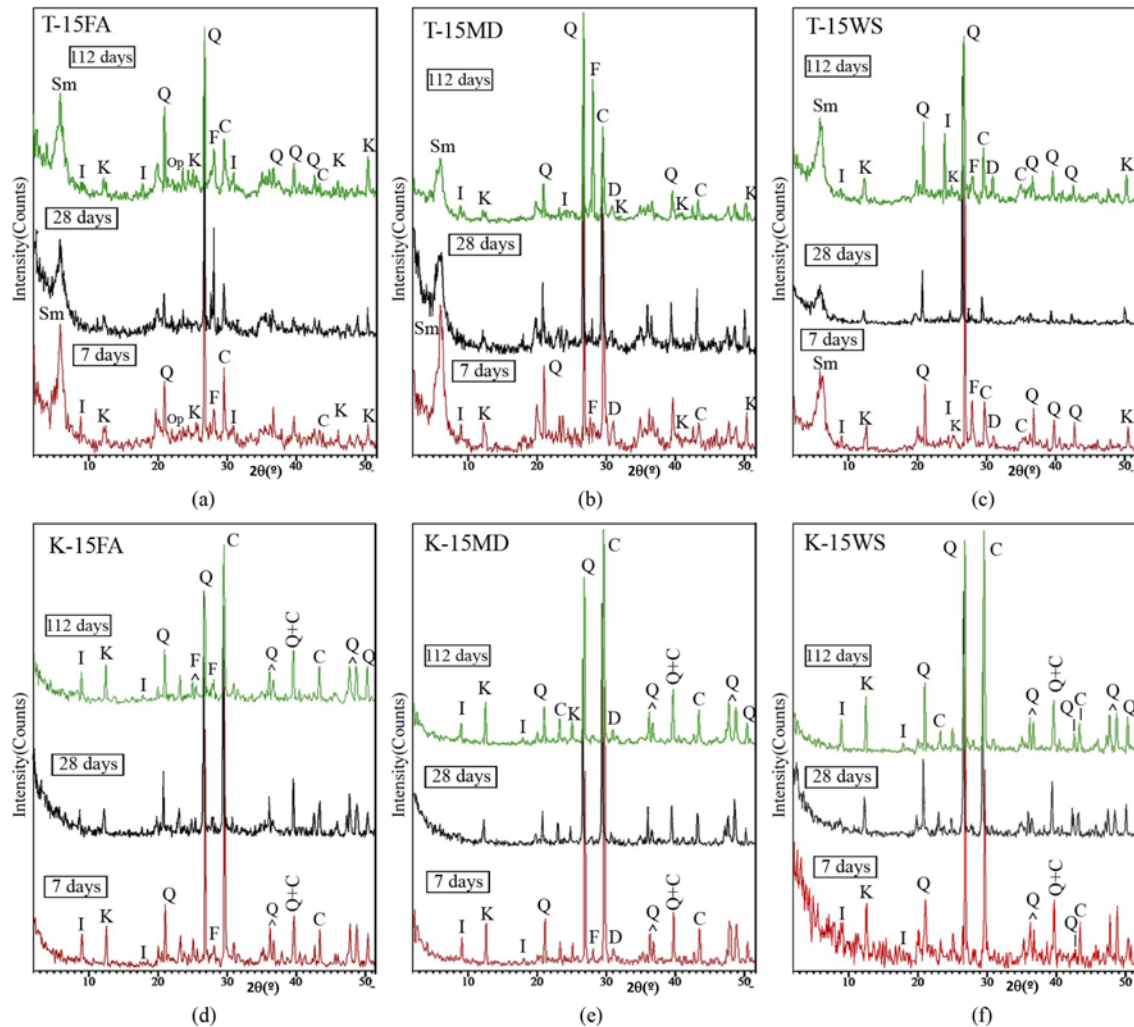 T-15FA
Q
112 days
Sm
Q
I
K
I
Op
K
F
C
I
Q
Q
Q
C
K
K
28 days
Sm
7 days
I
K
Q
Op
K
F
C
I
C
K
K
Intensity(Counts)
10 20 30 40 50
2θ(º)
(a)
T-15MD
Q
F
112 days
C
Sm
I
K
Q
I
D
K
Q
K
C
K
28 days
Sm
7 days
I
K
Q
F
D
K
C
K
Intensity(Counts)
10 20 30 40 50
2θ(º)
(b)
T-15WS
Q
112 days
Sm
Q
I
I
K
K
F
C
D
C
Q
Q
Q
K
28 days
7 days
Sm
I
K
Q
I
K
F
C
D
C
Q
Q
Q
K
Intensity(Counts)
10 20 30 40 50
2θ(º)
(c)
K-15FA
C
Q
112 days
I
K
I
Q
F
^
F
Q
^
Q+C
C
Q
^
Q
28 days
7 days
I
K
I
Q
F
Q
^
Q+C
C
Intensity(Counts)
10 20 30 40 50
2θ(º)
(d)
K-15MD
C
Q
112 days
I
K
I
Q
C
K
D
Q
^
Q+C
C
Q
^
Q
28 days
7 days
I
K
I
Q
F
D
Q
^
Q+C
C
Intensity(Counts)
10 20 30 40 50
2θ(º)
(e)
K-15WS
Q
C
112 days
I
K
I
Q
C
Q
^
Q+C
Q
C
Q
^
Q
28 days
7 days
I
K
I
Q
Q
^
Q+C
Q
C
Intensity(Counts)
10 20 30 40 50
2θ(º)
(f)